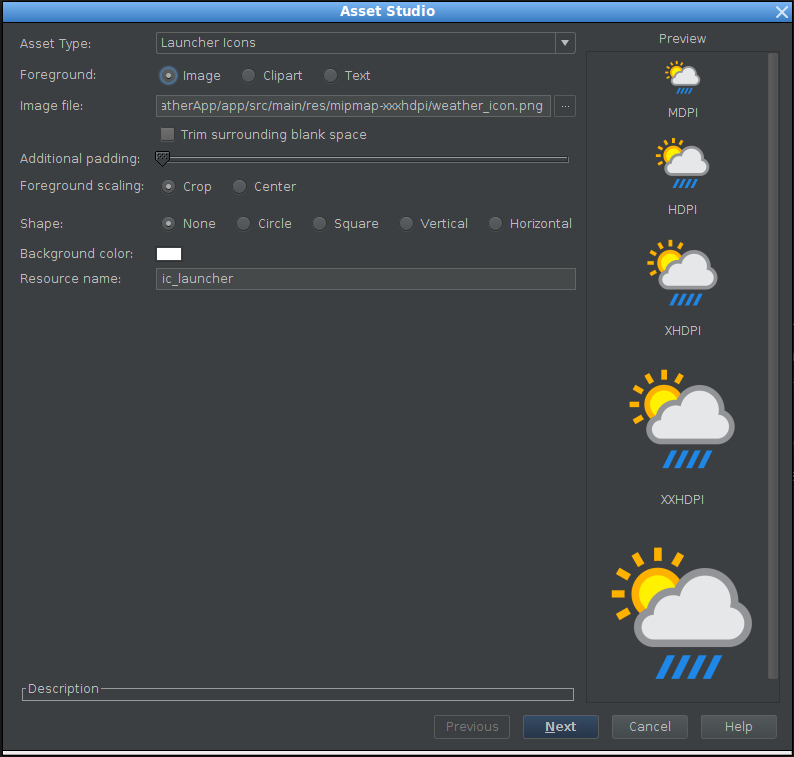 Asset Studio
Asset Type: Launcher Icons
Foreground: Image Clipart Text
Image file: atherApp/app/src/main/res/mipmap-xxxhdpi/weather_icon.png ...
Trim surrounding blank space
Additional padding:
Foreground scaling: Crop Center
Shape: None Circle Square Vertical Horizontal
Background color:
Resource name: ic_launcher
Preview
MDPI
HDPI
XHDPI
XXHDPI
Description
Previous Next Cancel Help